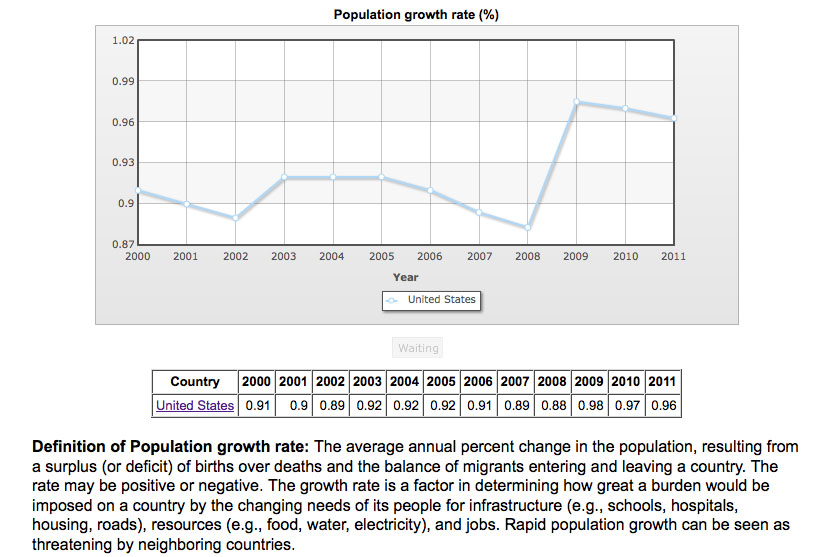 Population growth rate (%)
1.02
0.99
0.96
0.93
0.9
0.87
2000 2001 2002 2003 2004 2005 2006 2007 2008 2009 2010 2011
Year
United States
Waiting
Country 2000 2001 2002 2003 2004 2005 2006 2007 2008 2009 2010 2011
United States 0.91 0.9 0.89 0.92 0.92 0.92 0.91 0.89 0.88 0.98 0.97 0.96
Definition of Population growth rate: The average annual percent change in the population, resulting from
a surplus (or deficit) of births over deaths and the balance of migrants entering and leaving a country. The
rate may be positive or negative. The growth rate is a factor in determining how great a burden would be
imposed on a country by the changing needs of its people for infrastructure (e.g., schools, hospitals,
housing, roads), resources (e.g., food, water, electricity), and jobs. Rapid population growth can be seen as
threatening by neighboring countries.